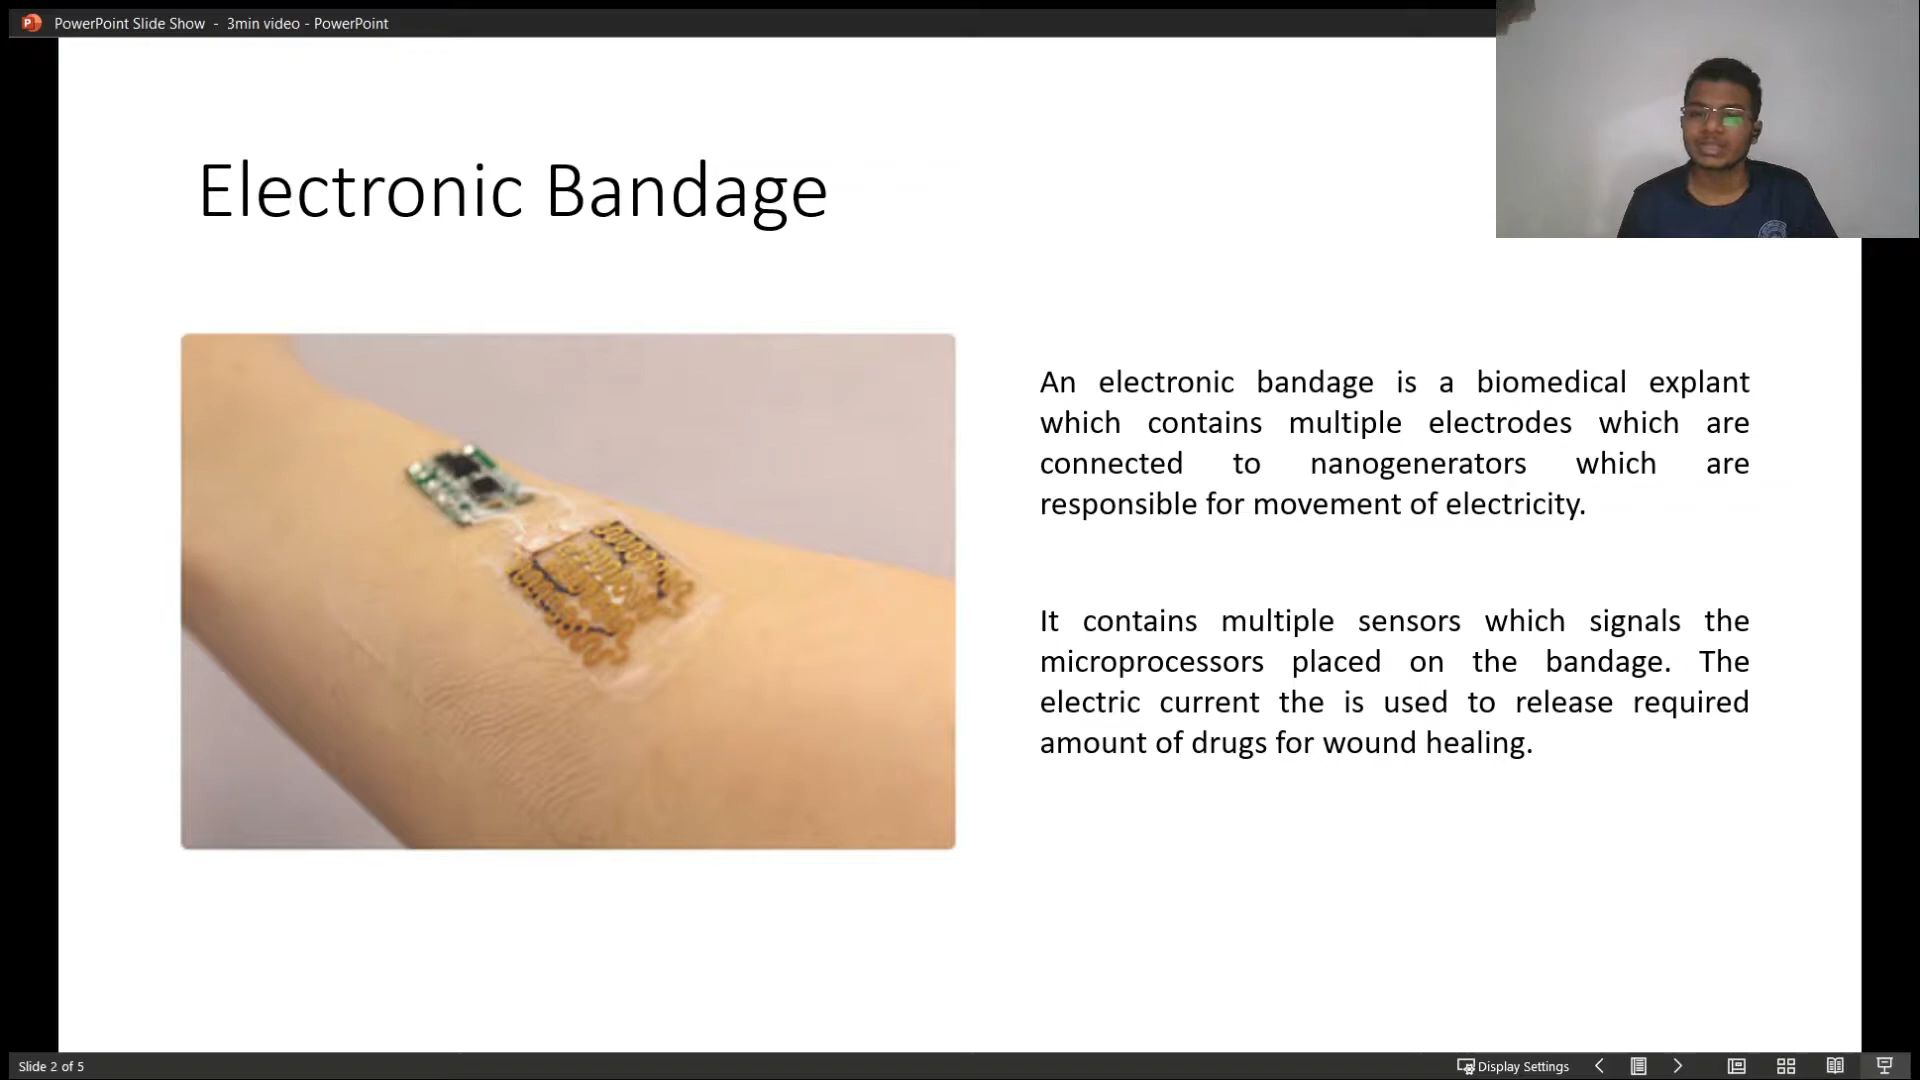 PowerPoint Slide Show - 3min video - PowerPoint
Electronic Bandage
An electronic bandage is a biomedical explant
which contains multiple electrodes which are
connected to nanogenerators which are
responsible for movement of electricity.
It contains multiple sensors which signals the
microprocessors placed on the bandage. The
electric current the is used to release required
amount of drugs for wound healing.
Slide 2 of 5
Display Settings